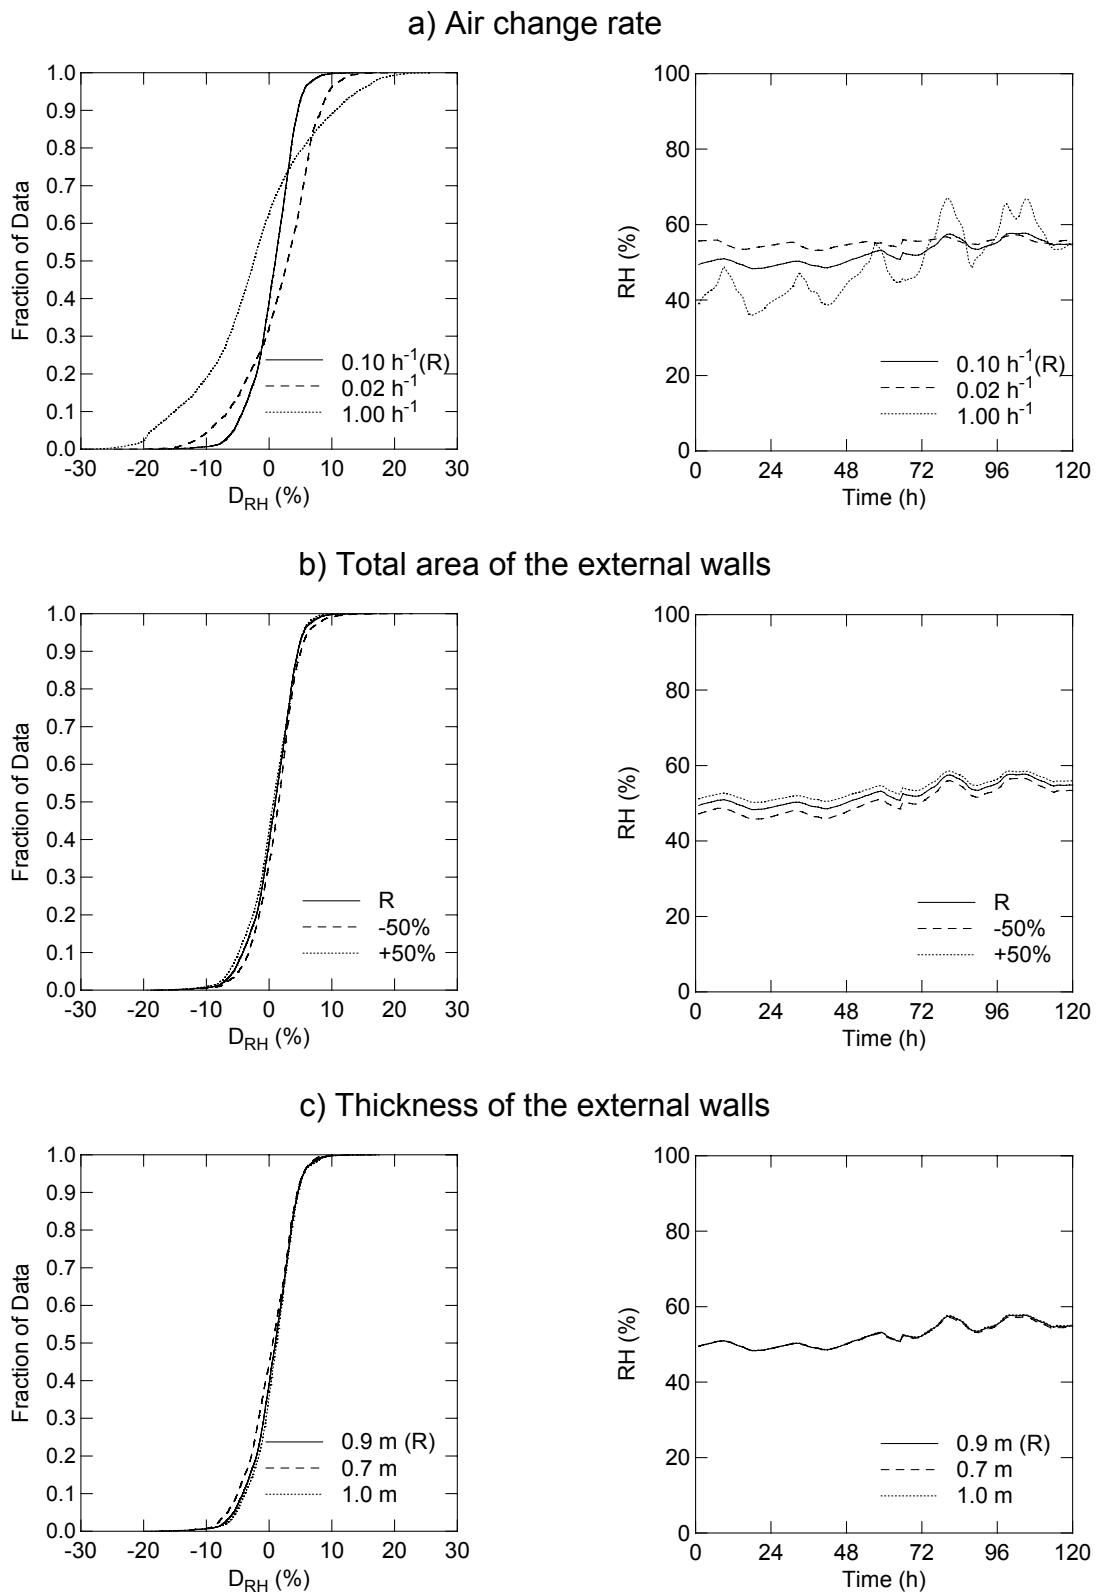 a) Air change rate
1.0
0.9
0.8
0.7
0.6
0.5
0.4
0.3
0.2
0.1
0.0
Fraction of Data
0.10 h⁻¹(R)
0.02 h⁻¹
1.00 h⁻¹
-30 -20 -10 0 10 20 30
D_RH (%)
100
80
60
40
20
0
RH (%)
0.10 h⁻¹(R)
0.02 h⁻¹
1.00 h⁻¹
0 24 48 72 96 120
Time (h)
b) Total area of the external walls
1.0
0.9
0.8
0.7
0.6
0.5
0.4
0.3
0.2
0.1
0.0
Fraction of Data
R
-50%
+50%
-30 -20 -10 0 10 20 30
D_RH (%)
100
80
60
40
20
0
RH (%)
R
-50%
+50%
0 24 48 72 96 120
Time (h)
c) Thickness of the external walls
1.0
0.9
0.8
0.7
0.6
0.5
0.4
0.3
0.2
0.1
0.0
Fraction of Data
0.9 m (R)
0.7 m
1.0 m
-30 -20 -10 0 10 20 30
D_RH (%)
100
80
60
40
20
0
RH (%)
0.9 m (R)
0.7 m
1.0 m
0 24 48 72 96 120
Time (h)